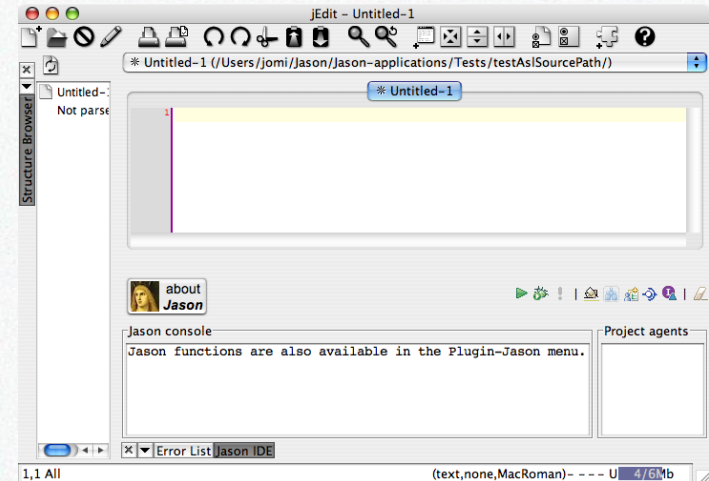 jEdit - Untitled-1
* Untitled-1 (/Users/jomi/Jason/Jason-applications/Tests/testAslSourcePath/)
Structure Browser
Untitled-
Not parse
* Untitled-1
1
about
Jason
Jason console
Project agents
Jason functions are also available in the Plugin-Jason menu.
Error List Jason IDE
1,1 All
(text,none,MacRoman)- - - - U 4/6Mb